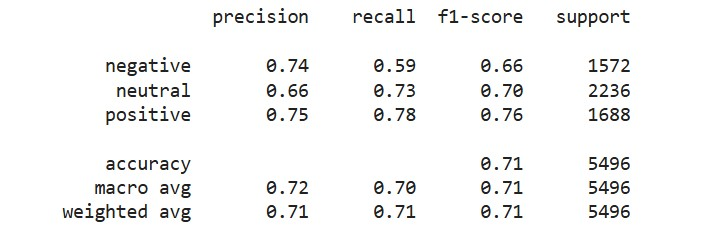 precision recall f1-score support
negative 0.74 0.59 0.66 1572
neutral 0.66 0.73 0.70 2236
positive 0.75 0.78 0.76 1688
accuracy 0.71 5496
macro avg 0.72 0.70 0.71 5496
weighted avg 0.71 0.71 0.71 5496